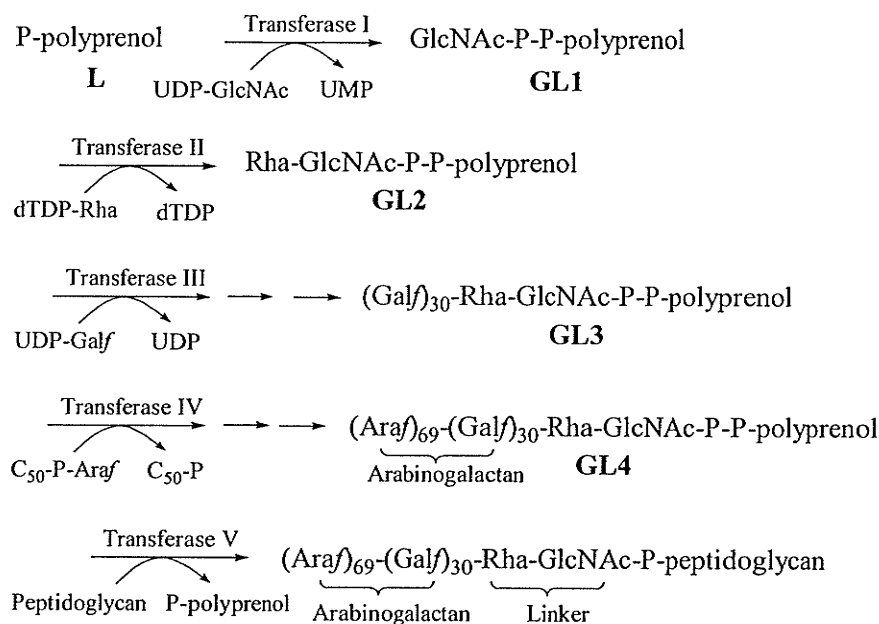 Transferase I
P-polyprenol GlcNAc-P-P-polyprenol
L UDP-GlcNAc UMP GL1
Transferase II
Rha-GlcNAc-P-P-polyprenol
dTDP-Rha dTDP GL2
Transferase III
(Galf)30-Rha-GlcNAc-P-P-polyprenol
UDP-Galf UDP GL3
Transferase IV
(Araf)69-(Galf)30-Rha-GlcNAc-P-P-polyprenol
C50-P-Araf C50-P Arabinogalactan GL4
Transferase V
(Araf)69-(Galf)30-Rha-GlcNAc-P-peptidoglycan
Peptidoglycan P-polyprenol Arabinogalactan Linker